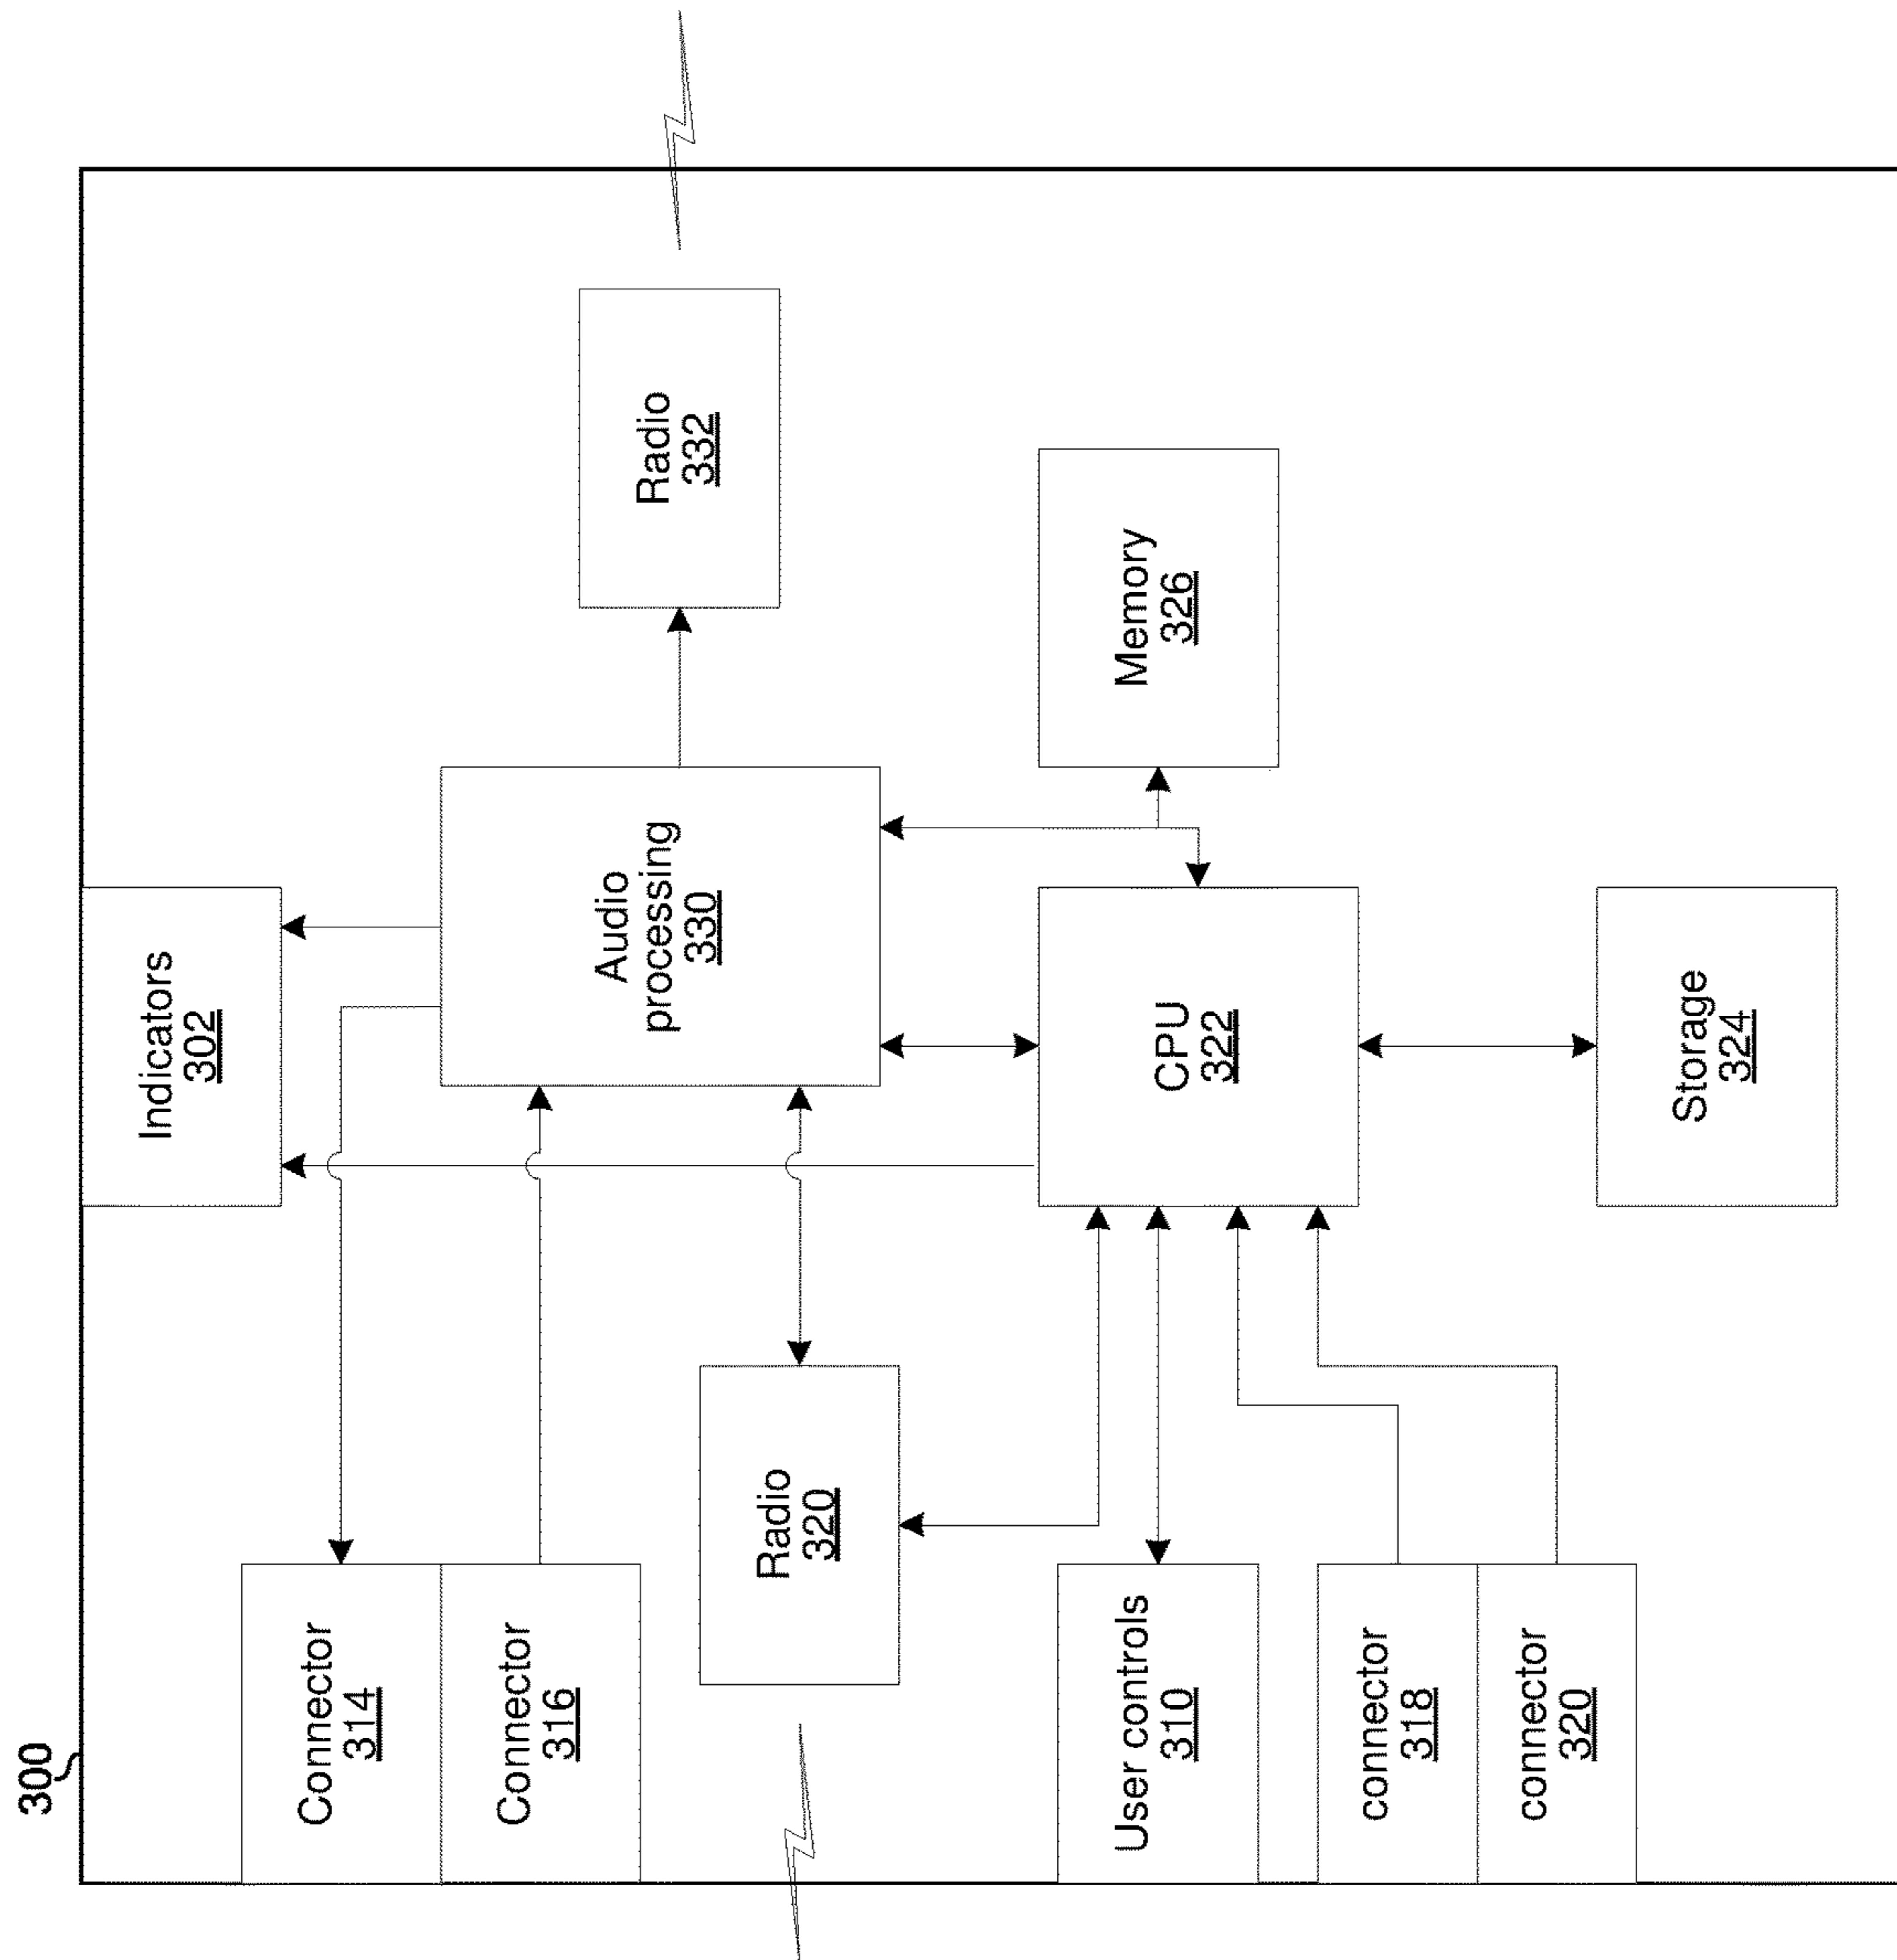 300
Indicators
302
Connector
314
Connector
316
Audio
processing
330
Radio
332
Radio
320
User controls
310
CPU
322
Memory
326
connector
318
connector
320
Storage
324